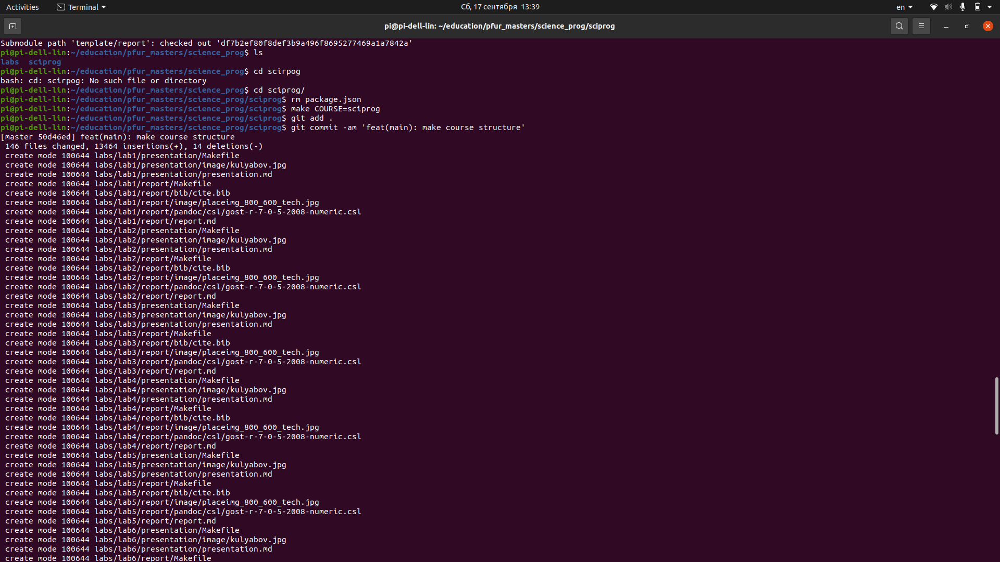 Activities Terminal Сб, 17 сентября 13:39 en
pi@pi-dell-lin: ~/education/pfur_masters/science_prog/sciprog
Submodule path 'template/report': checked out 'df7b2ef80f8def3b9a496f8695277469a1a7842a'
pi@pi-dell-lin:~/education/pfur_masters/science_prog$ ls
labs  sciprog
pi@pi-dell-lin:~/education/pfur_masters/science_prog$ cd scirpog
bash: cd: scirpog: No such file or directory
pi@pi-dell-lin:~/education/pfur_masters/science_prog$ cd sciprog/
pi@pi-dell-lin:~/education/pfur_masters/science_prog/sciprog$ rm package.json
pi@pi-dell-lin:~/education/pfur_masters/science_prog/sciprog$ make COURSE=sciprog
pi@pi-dell-lin:~/education/pfur_masters/science_prog/sciprog$ git add .
pi@pi-dell-lin:~/education/pfur_masters/science_prog/sciprog$ git commit -am 'feat(main): make course structure'
[master 50d46ed] feat(main): make course structure
 146 files changed, 13464 insertions(+), 14 deletions(-)
 create mode 100644 labs/lab1/presentation/Makefile
 create mode 100644 labs/lab1/presentation/image/kulyabov.jpg
 create mode 100644 labs/lab1/presentation/presentation.md
 create mode 100644 labs/lab1/report/Makefile
 create mode 100644 labs/lab1/report/bib/cite.bib
 create mode 100644 labs/lab1/report/image/placeimg_800_600_tech.jpg
 create mode 100644 labs/lab1/report/pandoc/csl/gost-r-7-0-5-2008-numeric.csl
 create mode 100644 labs/lab1/report/report.md
 create mode 100644 labs/lab2/presentation/Makefile
 create mode 100644 labs/lab2/presentation/image/kulyabov.jpg
 create mode 100644 labs/lab2/presentation/presentation.md
 create mode 100644 labs/lab2/report/Makefile
 create mode 100644 labs/lab2/report/bib/cite.bib
 create mode 100644 labs/lab2/report/image/placeimg_800_600_tech.jpg
 create mode 100644 labs/lab2/report/pandoc/csl/gost-r-7-0-5-2008-numeric.csl
 create mode 100644 labs/lab2/report/report.md
 create mode 100644 labs/lab3/presentation/Makefile
 create mode 100644 labs/lab3/presentation/image/kulyabov.jpg
 create mode 100644 labs/lab3/presentation/presentation.md
 create mode 100644 labs/lab3/report/Makefile
 create mode 100644 labs/lab3/report/bib/cite.bib
 create mode 100644 labs/lab3/report/image/placeimg_800_600_tech.jpg
 create mode 100644 labs/lab3/report/pandoc/csl/gost-r-7-0-5-2008-numeric.csl
 create mode 100644 labs/lab3/report/report.md
 create mode 100644 labs/lab4/presentation/Makefile
 create mode 100644 labs/lab4/presentation/image/kulyabov.jpg
 create mode 100644 labs/lab4/presentation/presentation.md
 create mode 100644 labs/lab4/report/Makefile
 create mode 100644 labs/lab4/report/bib/cite.bib
 create mode 100644 labs/lab4/report/image/placeimg_800_600_tech.jpg
 create mode 100644 labs/lab4/report/pandoc/csl/gost-r-7-0-5-2008-numeric.csl
 create mode 100644 labs/lab4/report/report.md
 create mode 100644 labs/lab5/presentation/Makefile
 create mode 100644 labs/lab5/presentation/image/kulyabov.jpg
 create mode 100644 labs/lab5/presentation/presentation.md
 create mode 100644 labs/lab5/report/Makefile
 create mode 100644 labs/lab5/report/bib/cite.bib
 create mode 100644 labs/lab5/report/image/placeimg_800_600_tech.jpg
 create mode 100644 labs/lab5/report/pandoc/csl/gost-r-7-0-5-2008-numeric.csl
 create mode 100644 labs/lab5/report/report.md
 create mode 100644 labs/lab6/presentation/Makefile
 create mode 100644 labs/lab6/presentation/image/kulyabov.jpg
 create mode 100644 labs/lab6/presentation/presentation.md
 create mode 100644 labs/lab6/report/Makefile